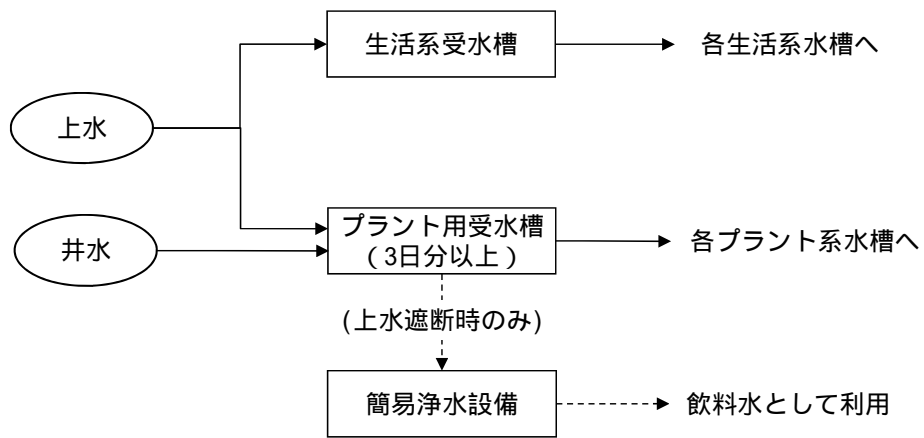 生活系受水槽
各生活系水槽へ
上水
井水
プラント用受水槽
（3日分以上）
各プラント系水槽へ
(上水遮断時のみ)
簡易浄水設備
飲料水として利用